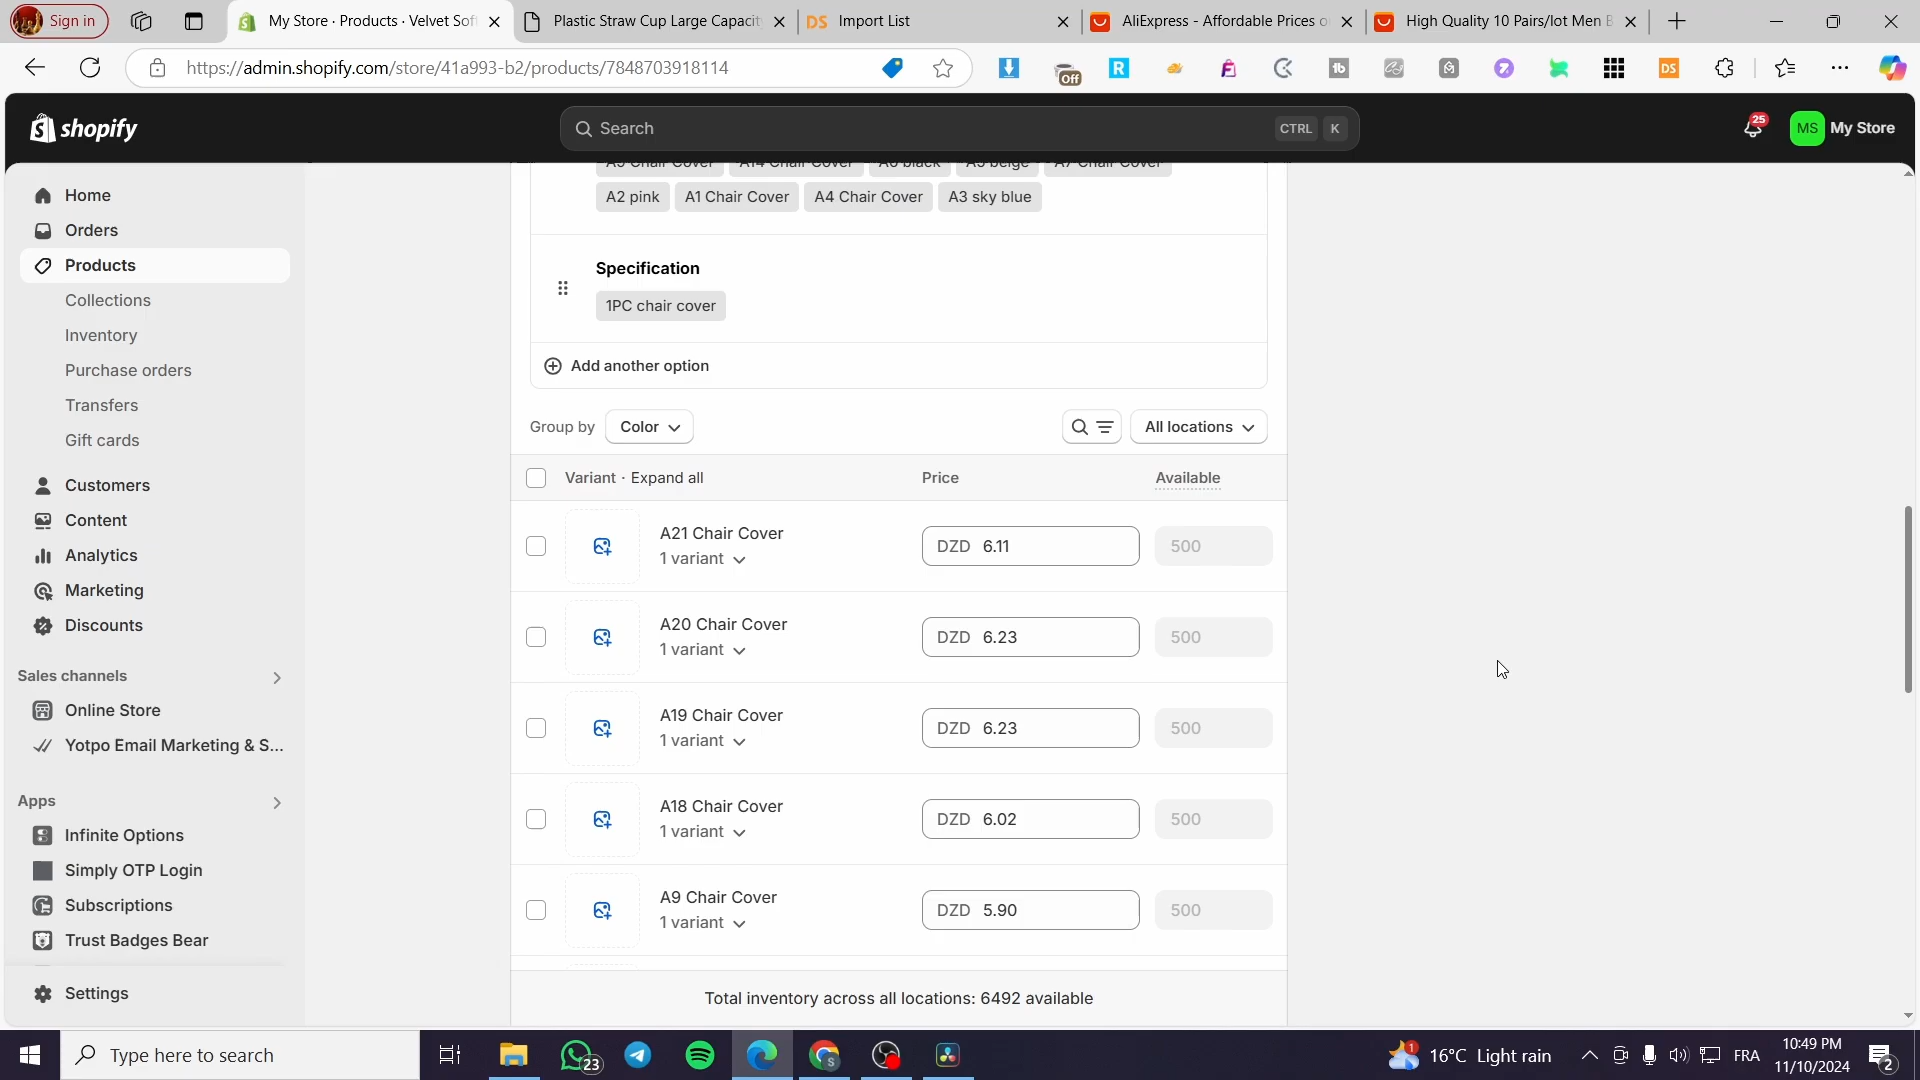 Sign in
My Store · Products · Velvet Sof
Plastic Straw Cup Large Capacit
DS Import List
AliExpress - Affordable Prices o
High Quality 10 Pairs/lot Men B
https://admin.shopify.com/store/41a993-b2/products/7848703918114
Off
DS
shopify
Search
CTRL K
25
MS My Store
Home
Orders
Products
Collections
Inventory
Purchase orders
Transfers
Gift cards
Customers
Content
Analytics
Marketing
Discounts
Sales channels
Online Store
Yotpo Email Marketing & S...
Apps
Infinite Options
Simply OTP Login
Subscriptions
Trust Badges Bear
Settings
A14 Chair Cover A7 Chair Cover
A2 pink A1 Chair Cover A4 Chair Cover A3 sky blue
Specification
1PC chair cover
Add another option
Group by Color All locations
Variant · Expand all Price Available
A21 Chair Cover
1 variant
DZD 6.11 500
A20 Chair Cover
1 variant
DZD 6.23 500
A19 Chair Cover
1 variant
DZD 6.23 500
A18 Chair Cover
1 variant
DZD 6.02 500
A9 Chair Cover
1 variant
DZD 5.90 500
Total inventory across all locations: 6492 available
Type here to search
23
1
16°C Light rain
FRA
10:49 PM
11/10/2024
2